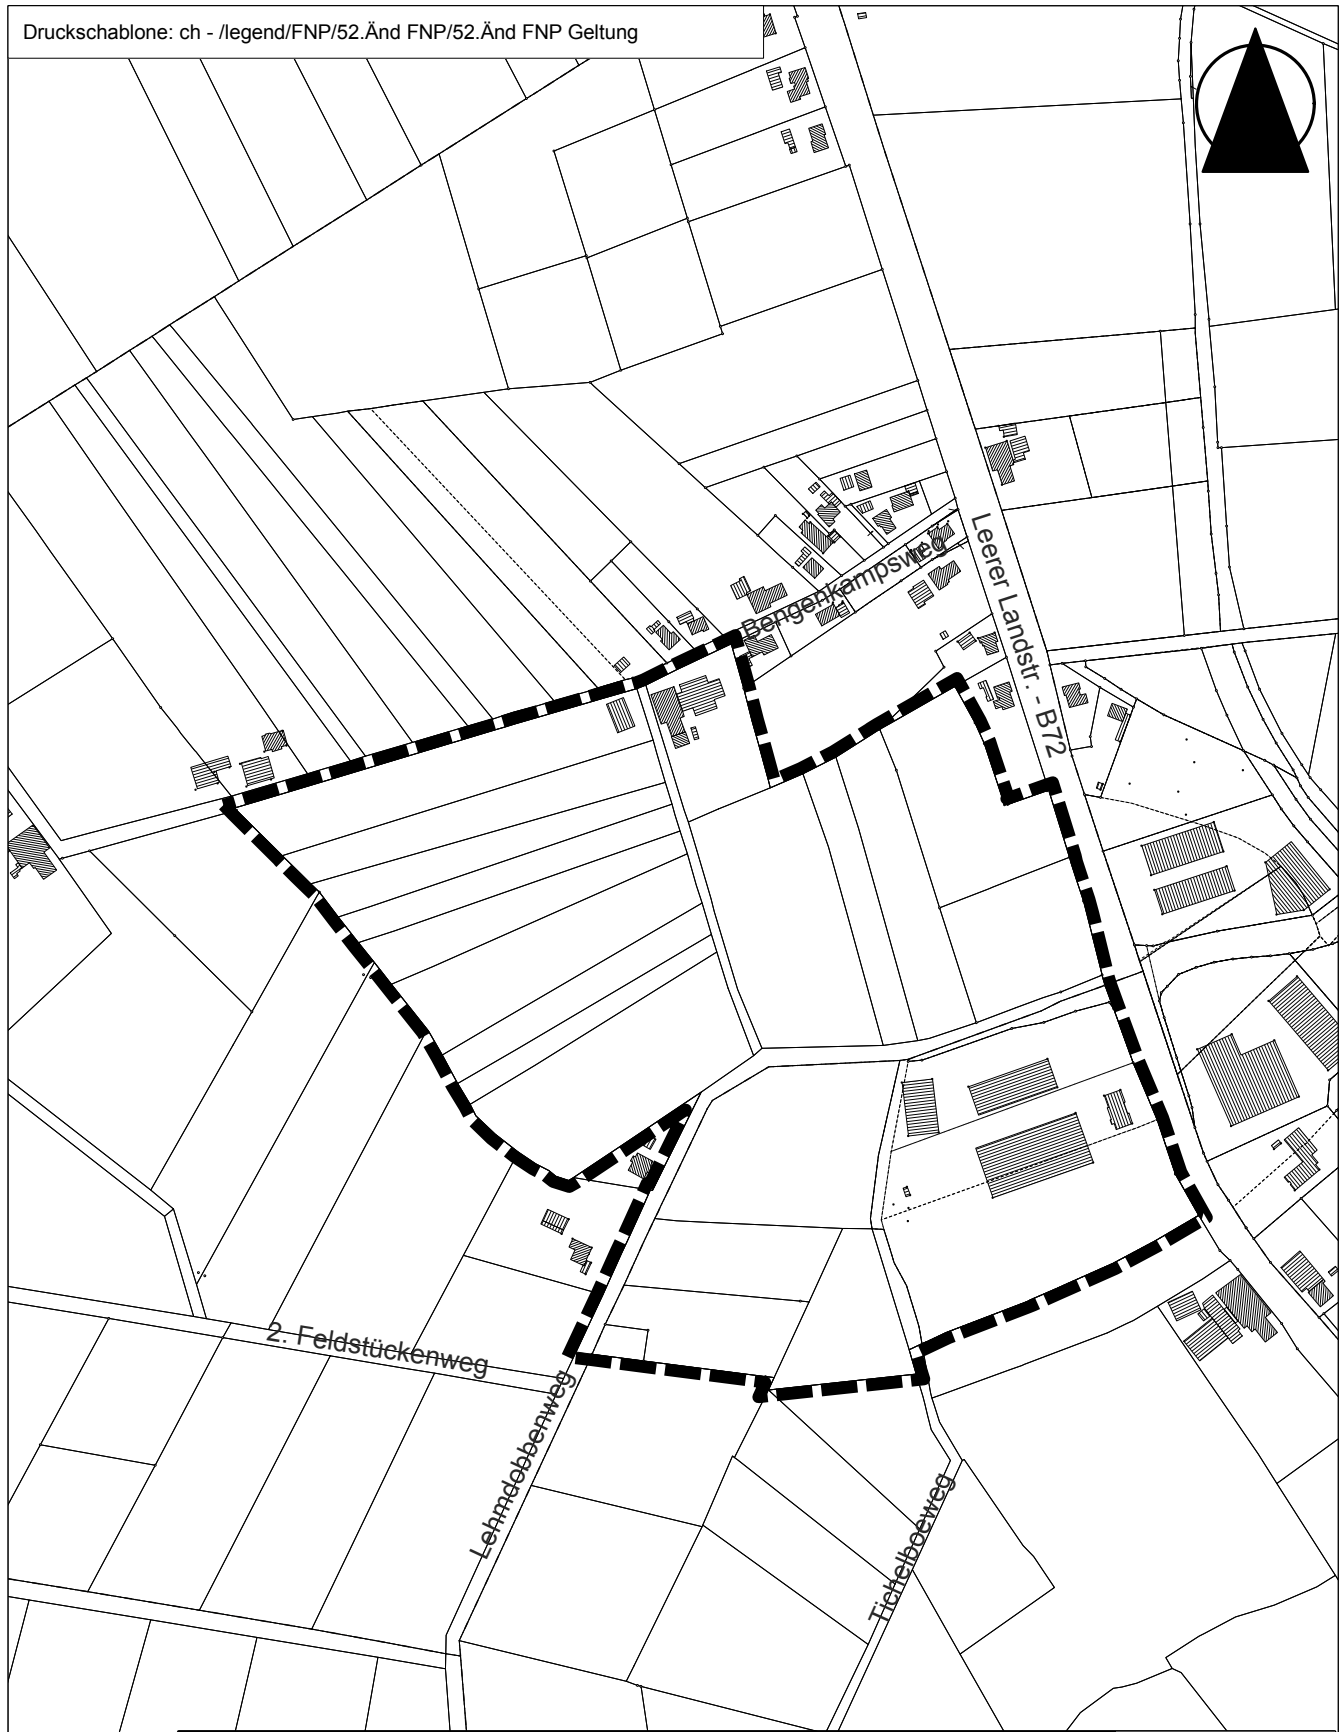 Druckschablone: ch - /legend/FNP/52.Änd FNP/52.Änd FNP Geltung
Bengenkampsweg
Leerer Landstr. - B72
2. Feldstückenweg
Lehmdobbenweg
Tichelboeweg